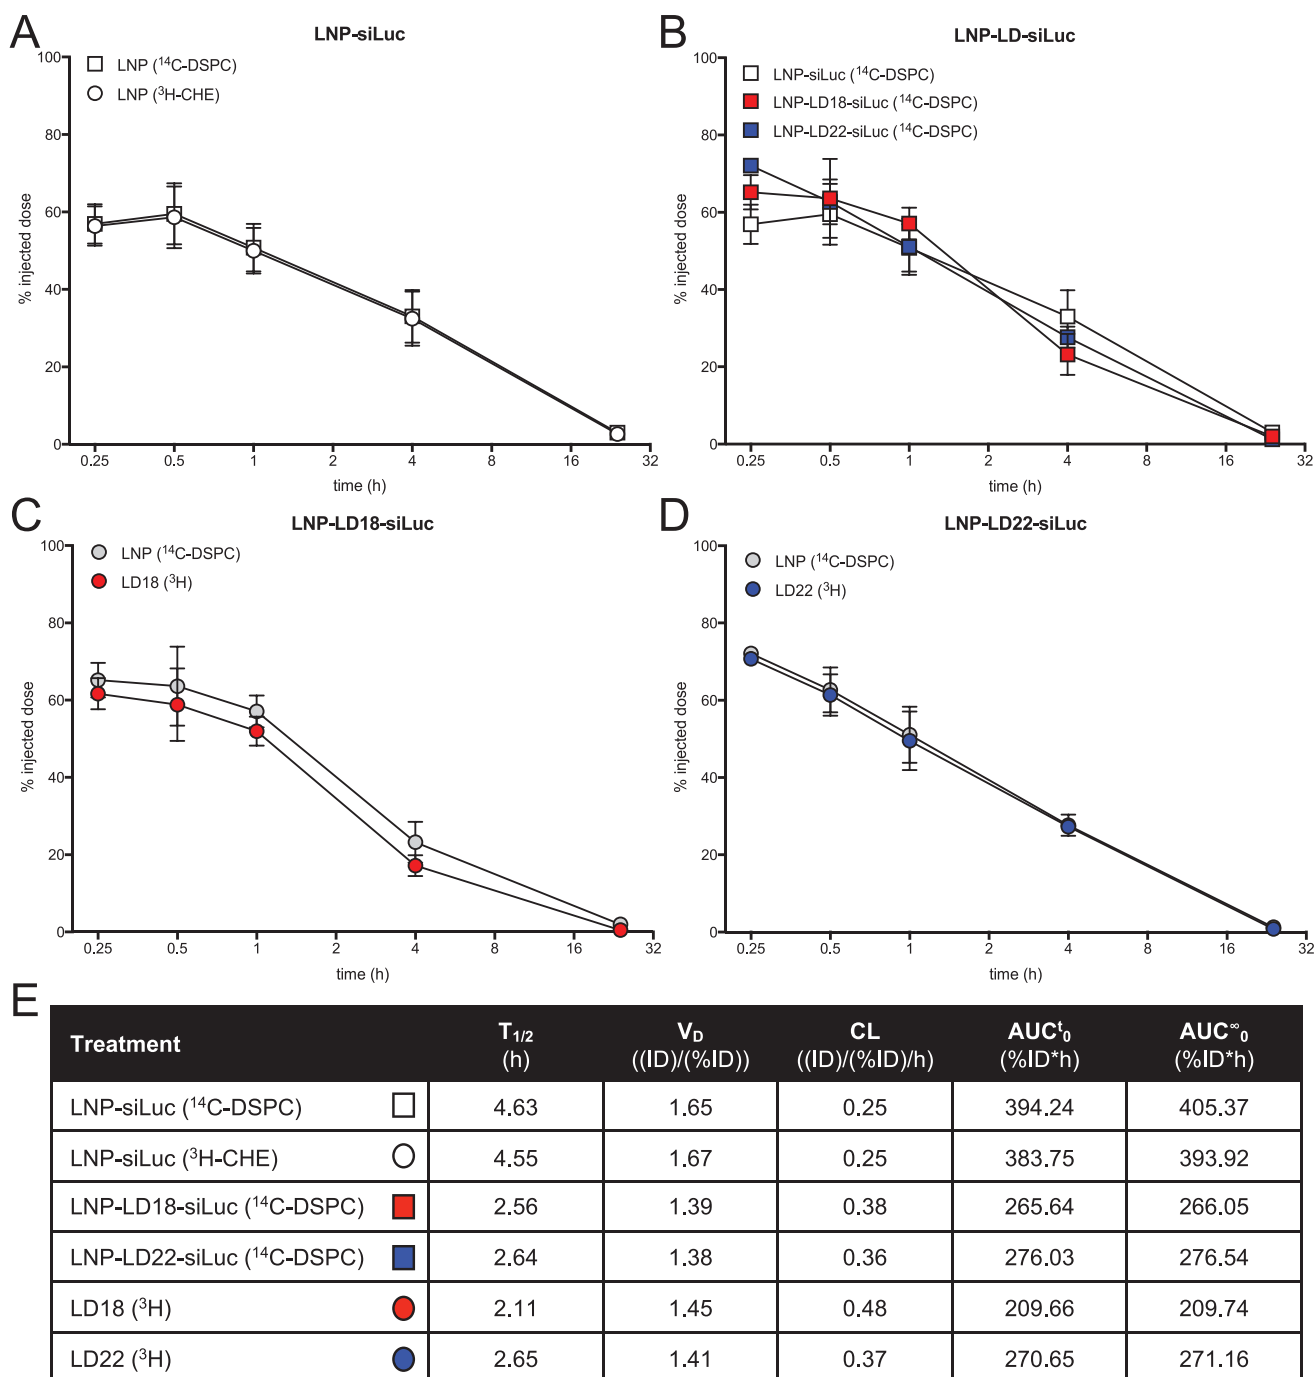 A
LNP-siLuc
LNP (¹⁴C-DSPC)
LNP (³H-CHE)
100
80
60
40
20
0
% injected dose
0.25 0.5 1 4 8 16 32
time (h)
B
LNP-LD-siLuc
LNP-siLuc (¹⁴C-DSPC)
LNP-LD18-siLuc (¹⁴C-DSPC)
LNP-LD22-siLuc (¹⁴C-DSPC)
100
80
60
40
20
0
% injected dose
0.25 0.5 1 2 4 8 16 32
time (h)
C
LNP-LD18-siLuc
LNP (¹⁴C-DSPC)
LD18 (³H)
100
80
60
40
20
0
% injected dose
0.25 0.5 1 2 4 8 16 32
time (h)
D
LNP-LD22-siLuc
LNP (¹⁴C-DSPC)
LD22 (³H)
100
80
60
40
20
0
% injected dose
0.25 0.5 1 2 4 8 16 32
time (h)
E
Treatment T1/2 (h) VD ((ID)/(%ID)) CL ((ID)/(%ID)/h) AUCᵗ₀ (%ID*h) AUC∞₀ (%ID*h)
LNP-siLuc (¹⁴C-DSPC) 4.63 1.65 0.25 394.24 405.37
LNP-siLuc (³H-CHE) 4.55 1.67 0.25 383.75 393.92
LNP-LD18-siLuc (¹⁴C-DSPC) 2.56 1.39 0.38 265.64 266.05
LNP-LD22-siLuc (¹⁴C-DSPC) 2.64 1.38 0.36 276.03 276.54
LD18 (³H) 2.11 1.45 0.48 209.66 209.74
LD22 (³H) 2.65 1.41 0.37 270.65 271.16